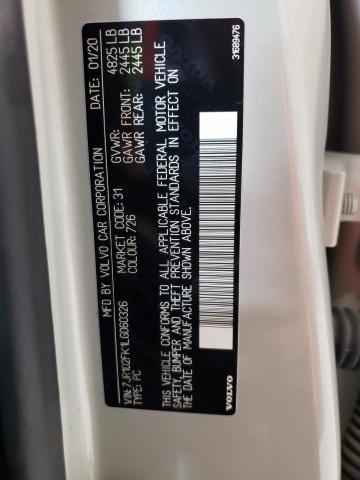 MFD BY VOLVO CAR CORPORATION DATE: 01/20
MARKET CODE: 31 GVWR: 4825 LB
COLOUR: 726 GAWR FRONT: 2445 LB
GAWR REAR: 2445 LB
VIN: 7JR102FK1LG060326
TYPE: PC
THIS VEHICLE CONFORMS TO ALL APPLICABLE FEDERAL MOTOR VEHICLE
SAFETY, BUMPER AND THEFT PREVENTION STANDARDS IN EFFECT ON
THE DATE OF MANUFACTURE SHOWN ABOVE.
VOLVO
31689476